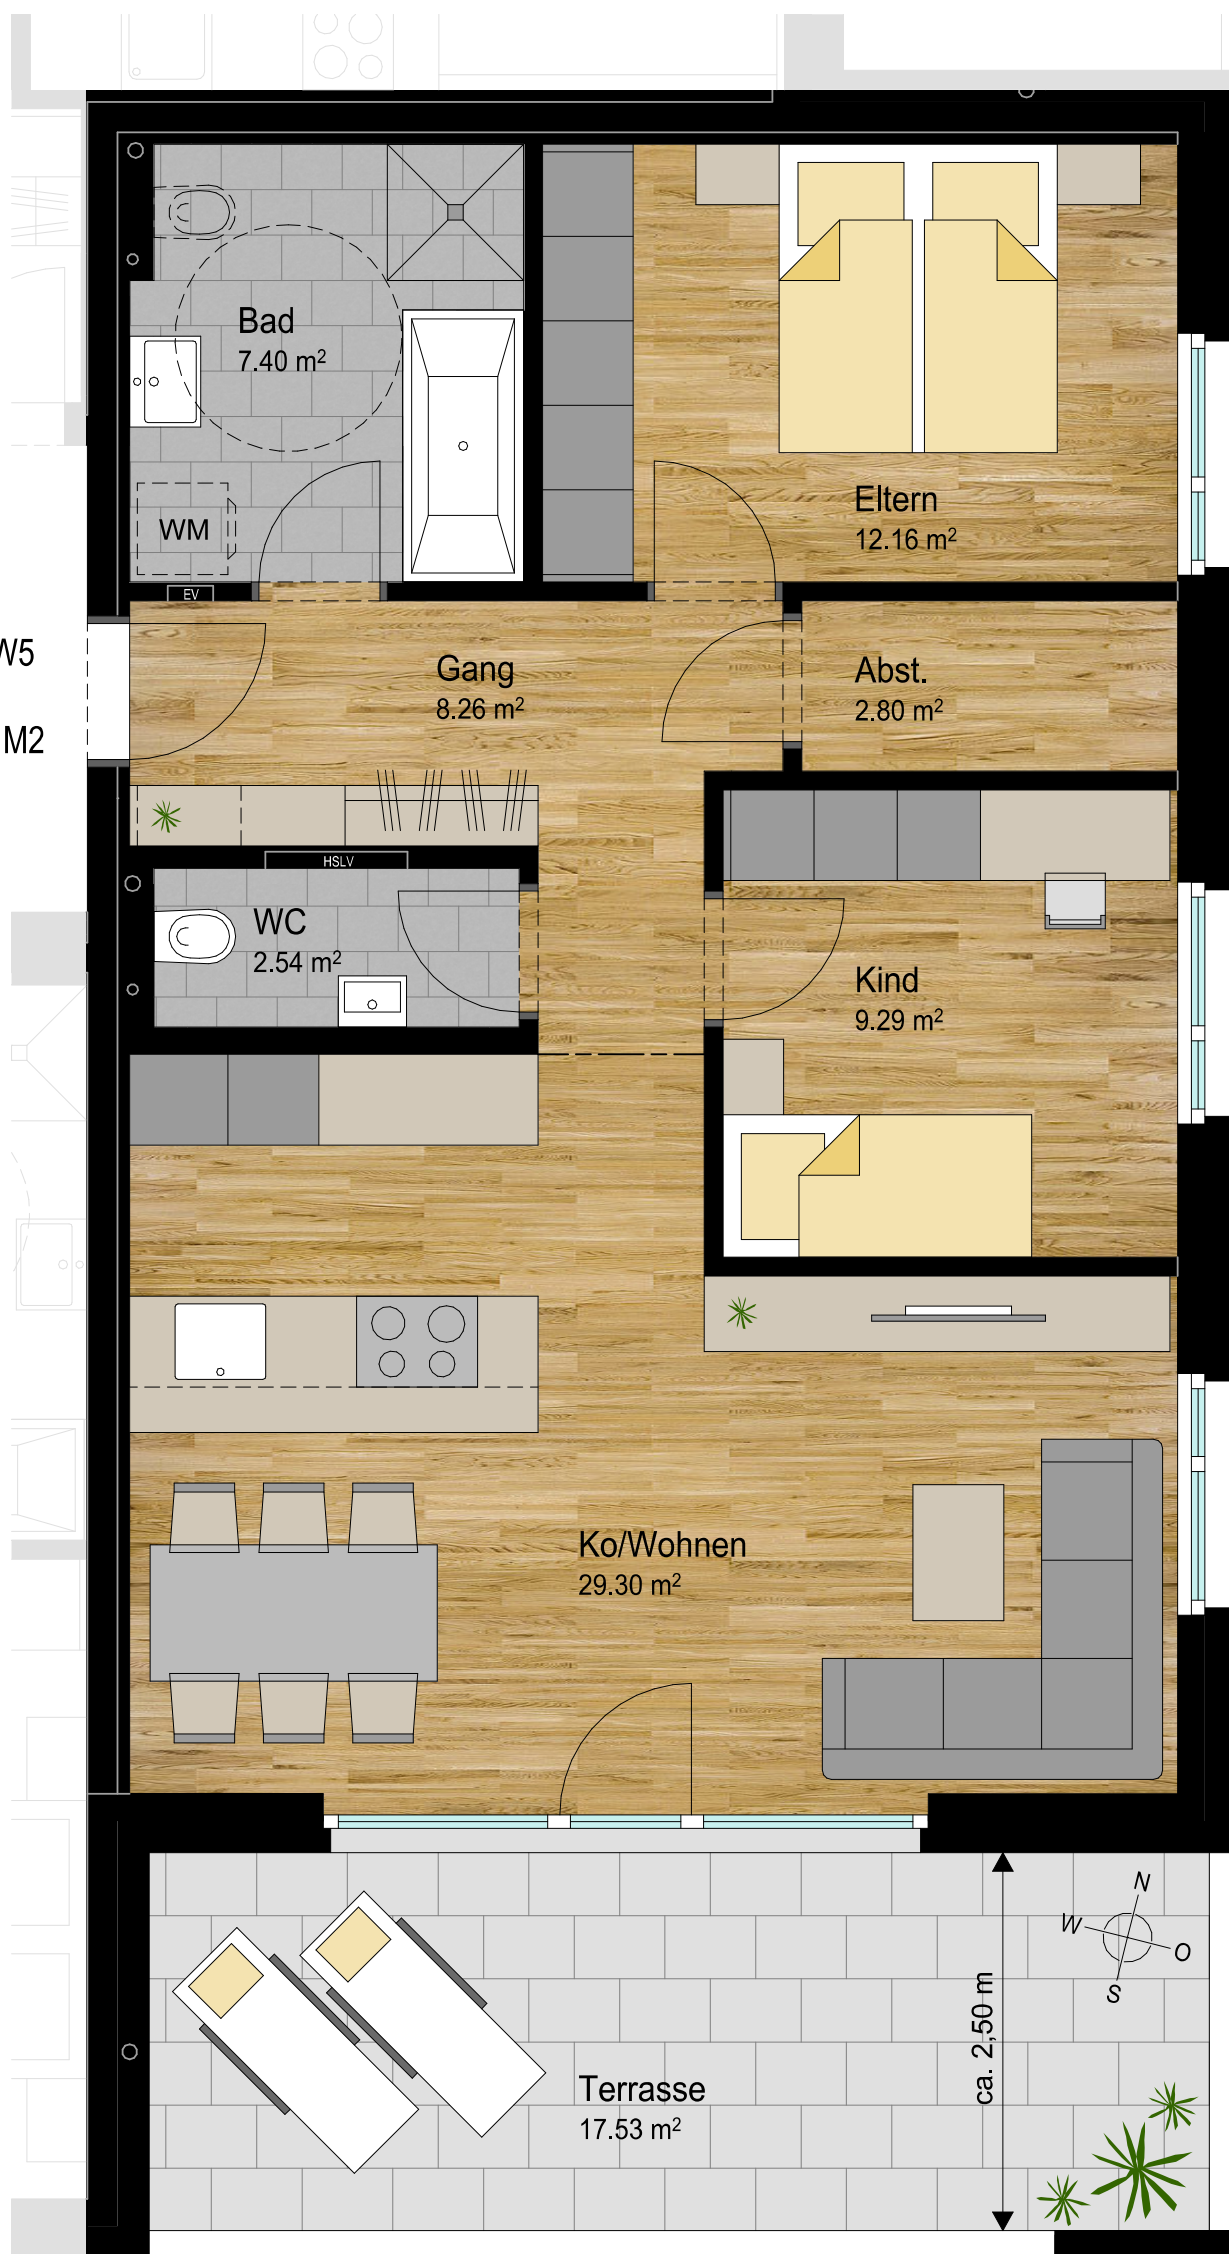 Bad
7.40 m²
WM
EV
Eltern
12.16 m²
W5
M2
Gang
8.26 m²
Abst.
2.80 m²
HSLV
WC
2.54 m²
Kind
9.29 m²
Ko/Wohnen
29.30 m²
N
W
O
S
ca. 2,50 m
Terrasse
17.53 m²